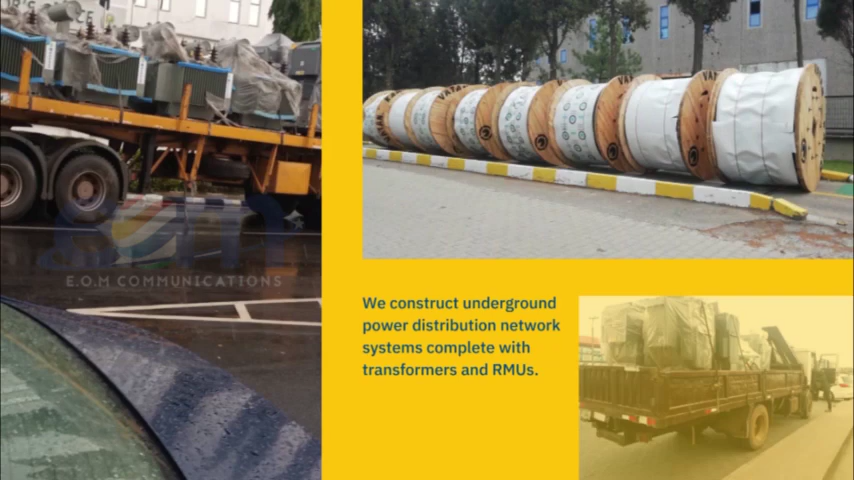 E.O.M COMMUNICATIONS
We construct underground
power distribution network
systems complete with
transformers and RMUs.